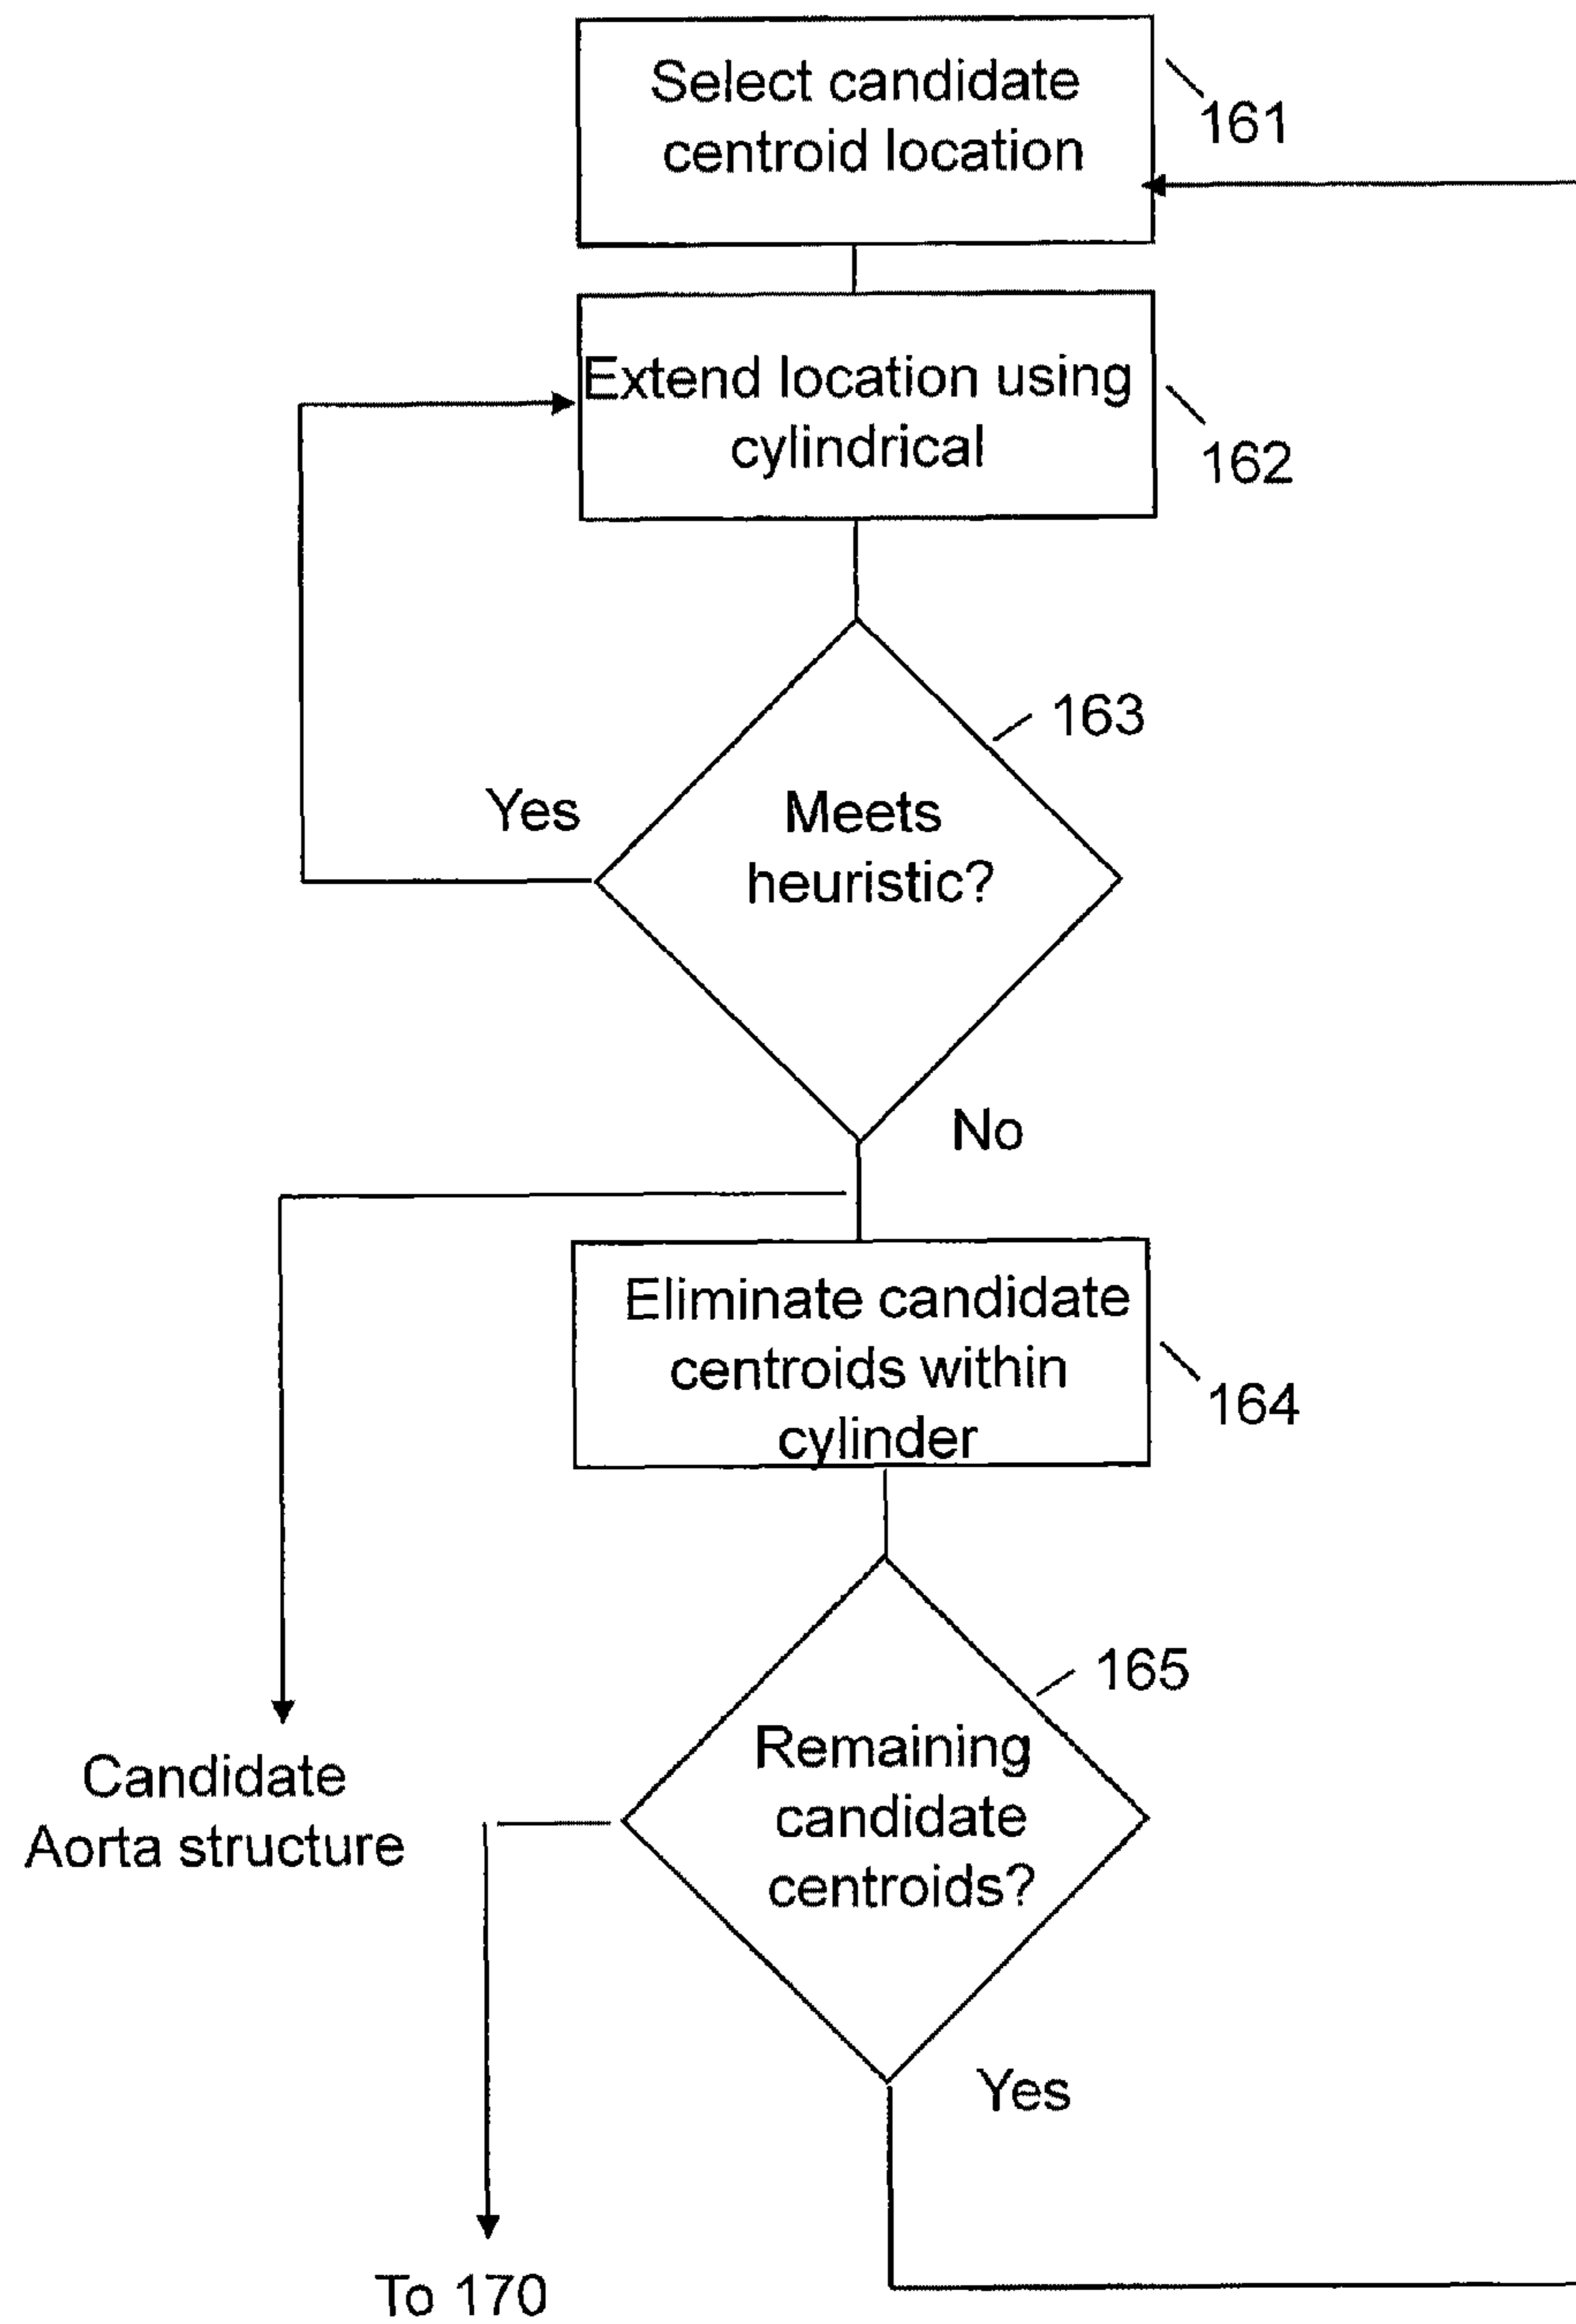 Select candidate
centroid location
161
Extend location using
cylindrical
162
163
Yes
Meets
heuristic?
No
Eliminate candidate
centroids within
cylinder
164
165
Remaining
candidate
centroids?
Candidate
Aorta structure
Yes
To 170